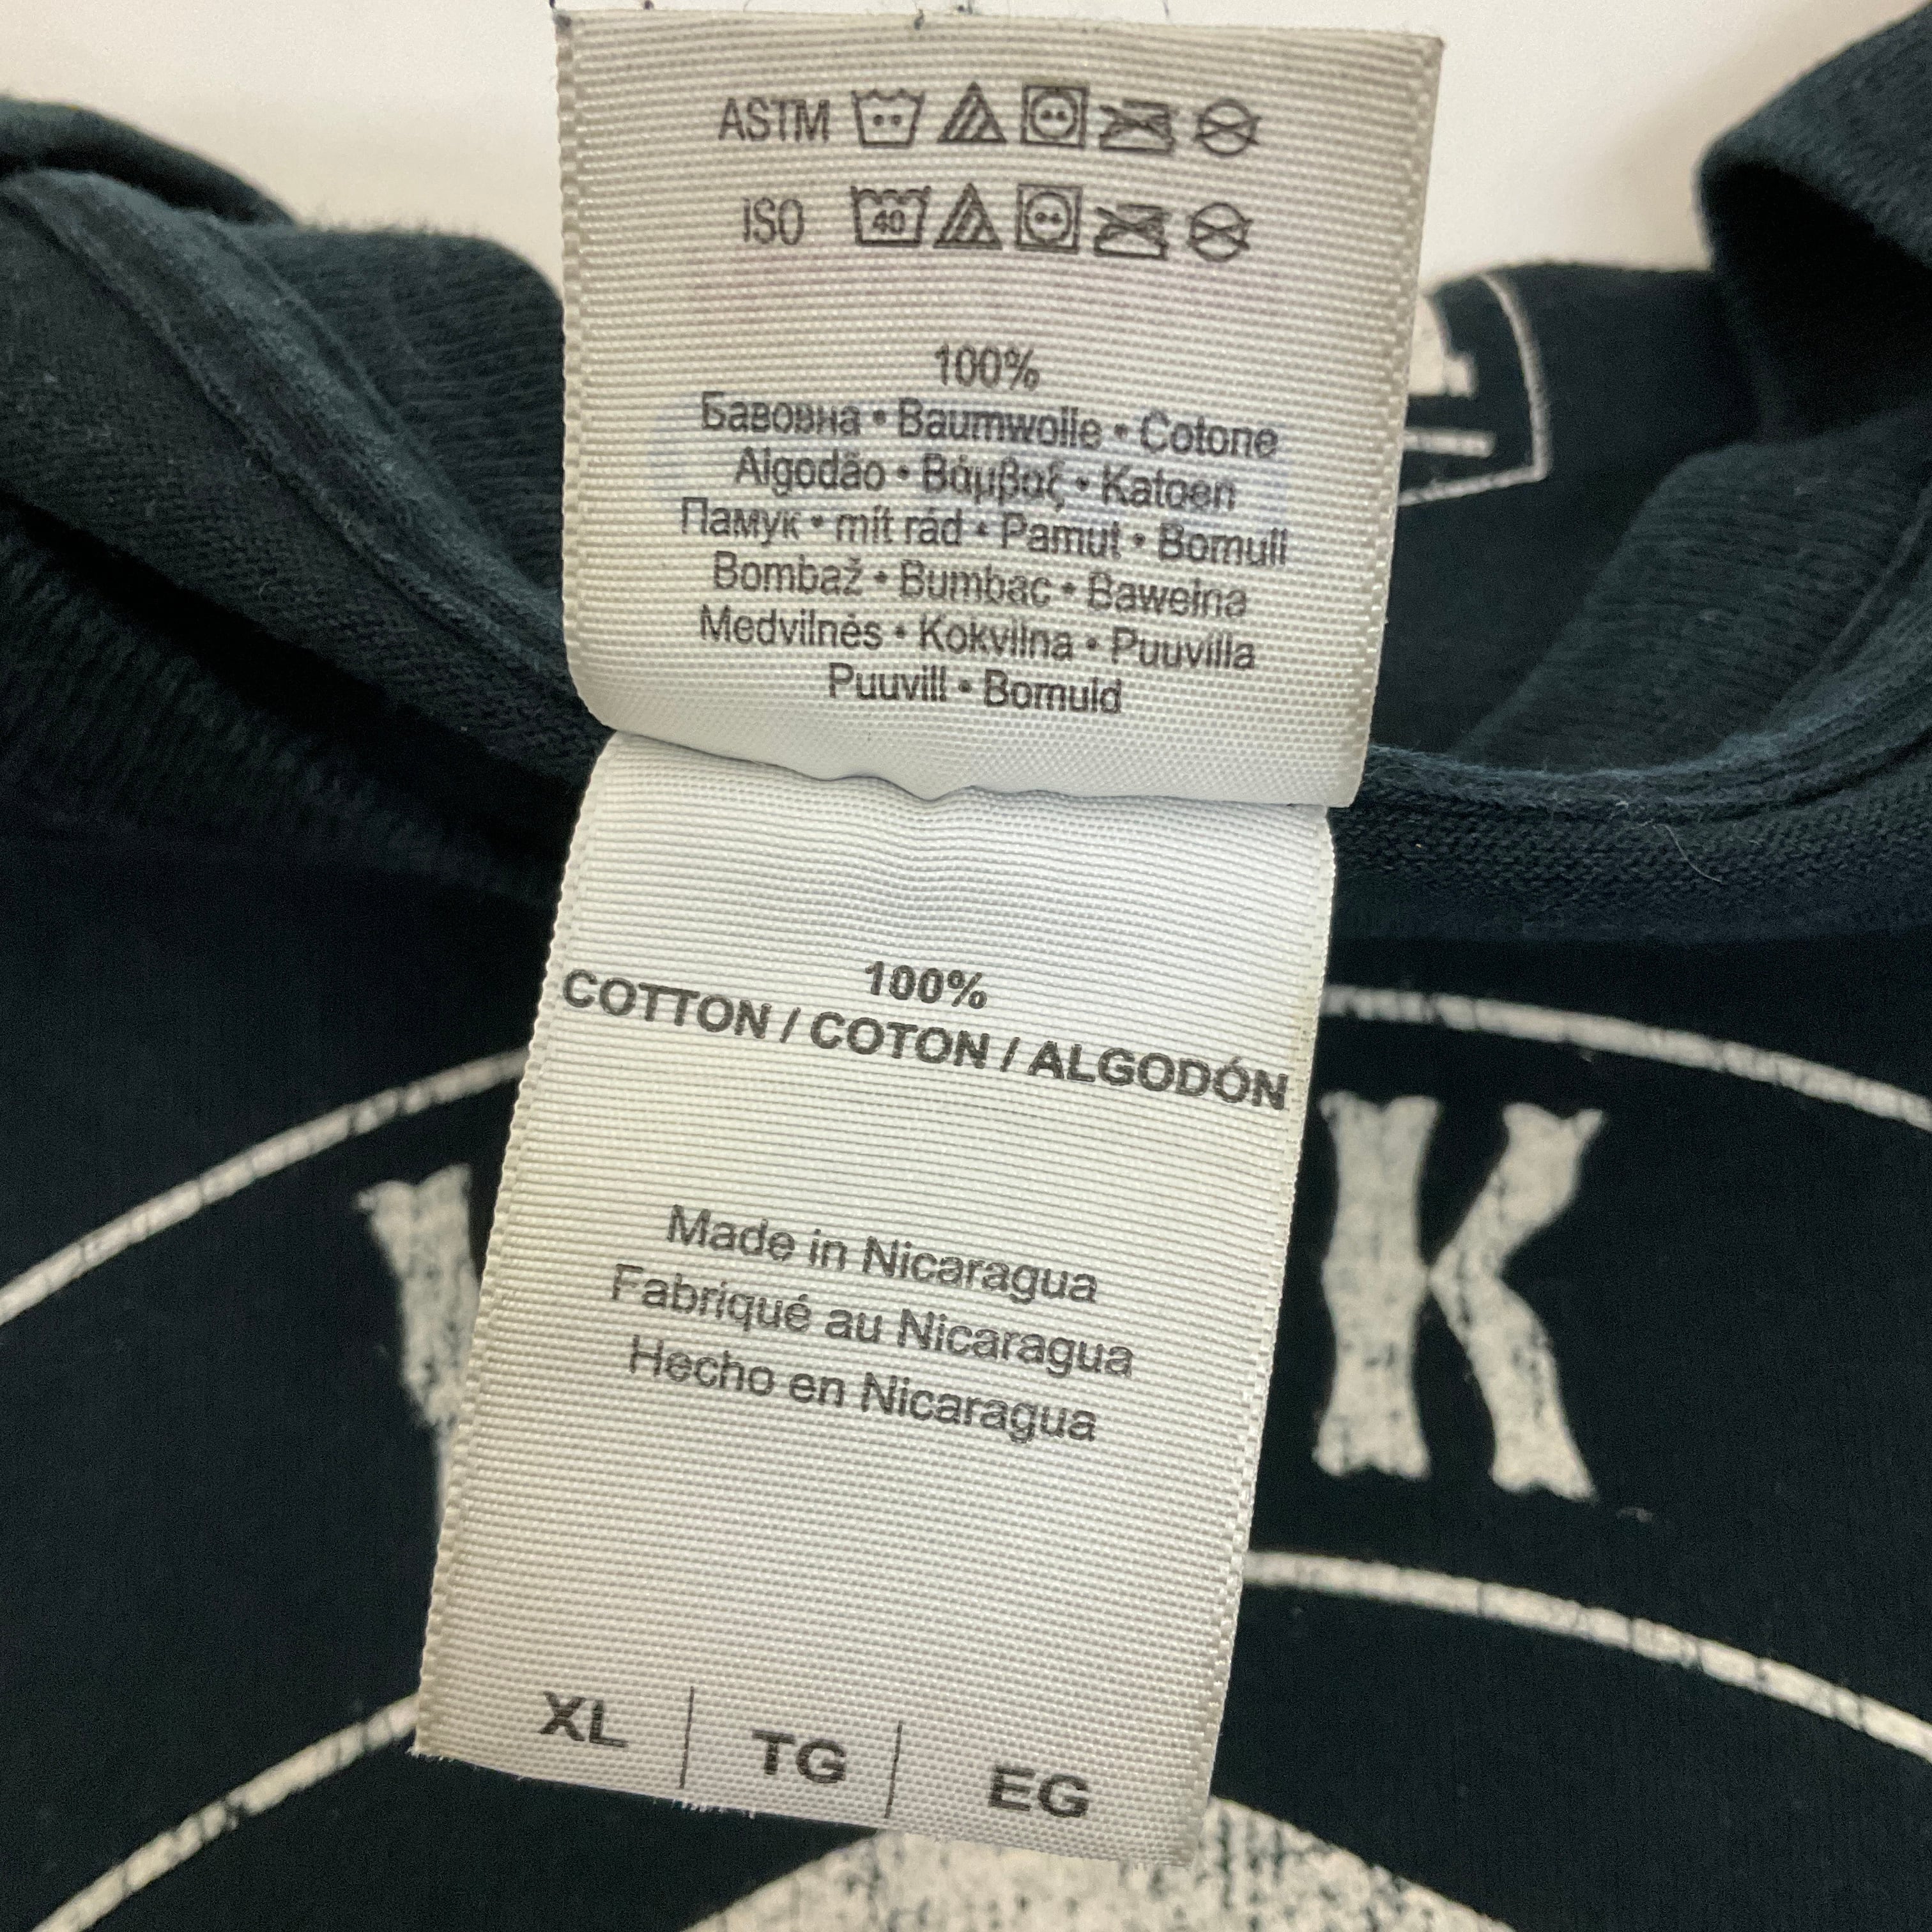 ASTM
ISO 40
100%
Бавовна • Baumwolle • Cotone
Algodão • Βάμβαξ • Katoen
Памук • mít rád • Pamut • Bomull
Bombaž • Bumbac • Bawełna
Medvilnės • Kokvilna • Puuvilla
Puuvill • Bomuld
100%
COTTON / COTON / ALGODÓN
Made in Nicaragua
Fabriqué au Nicaragua
Hecho en Nicaragua
XL | TG | EG
K